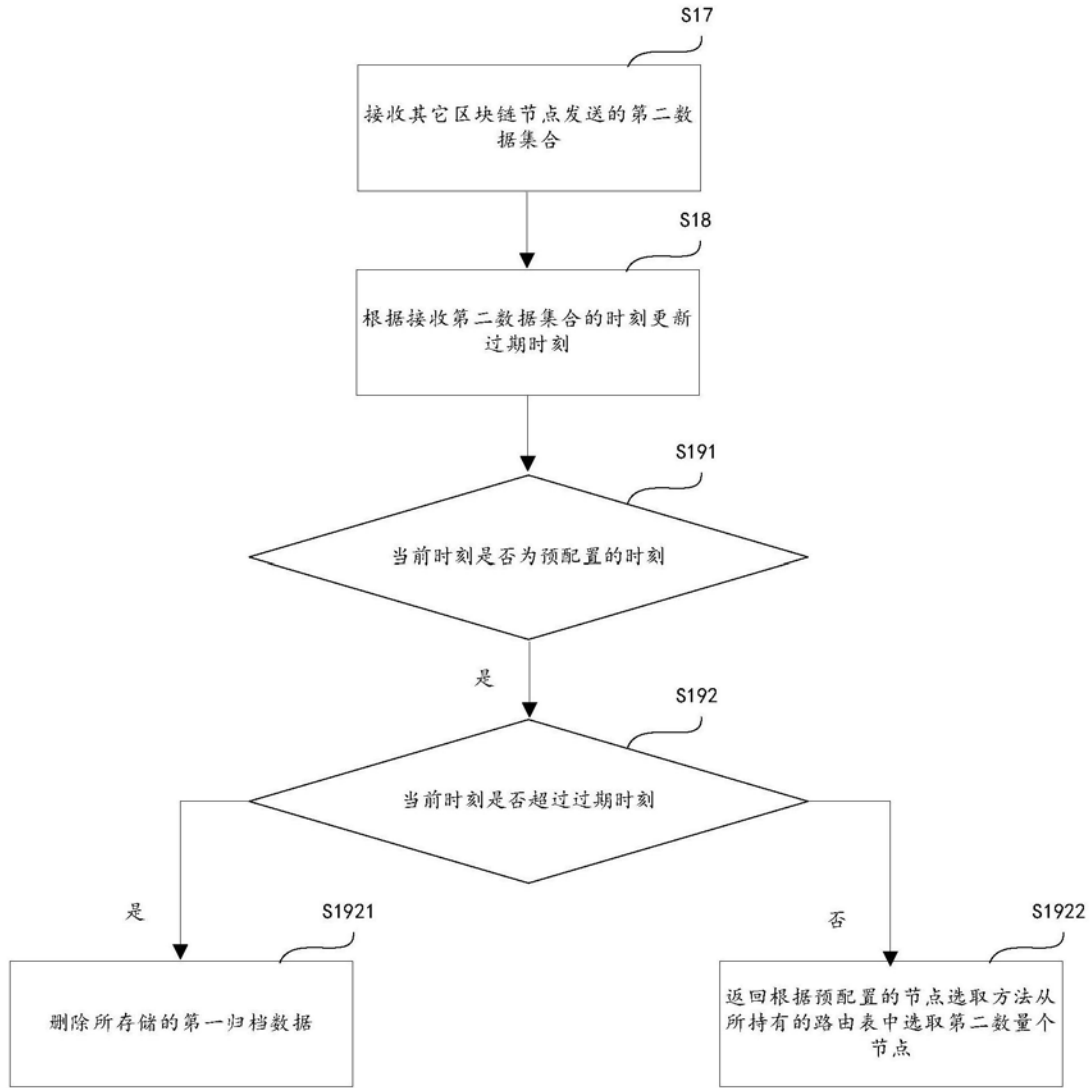 S17
接收其它区块链节点发送的第二数
据集合
S18
根据接收第二数据集合的时刻更新
过期时刻
S191
当前时刻是否为预配置的时刻
是
S192
当前时刻是否超过过期时刻
是
S1921
否
S1922
删除所存储的第一归档数据
返回根据预配置的节点选取方法从
所持有的路由表中选取第二数量个
节点